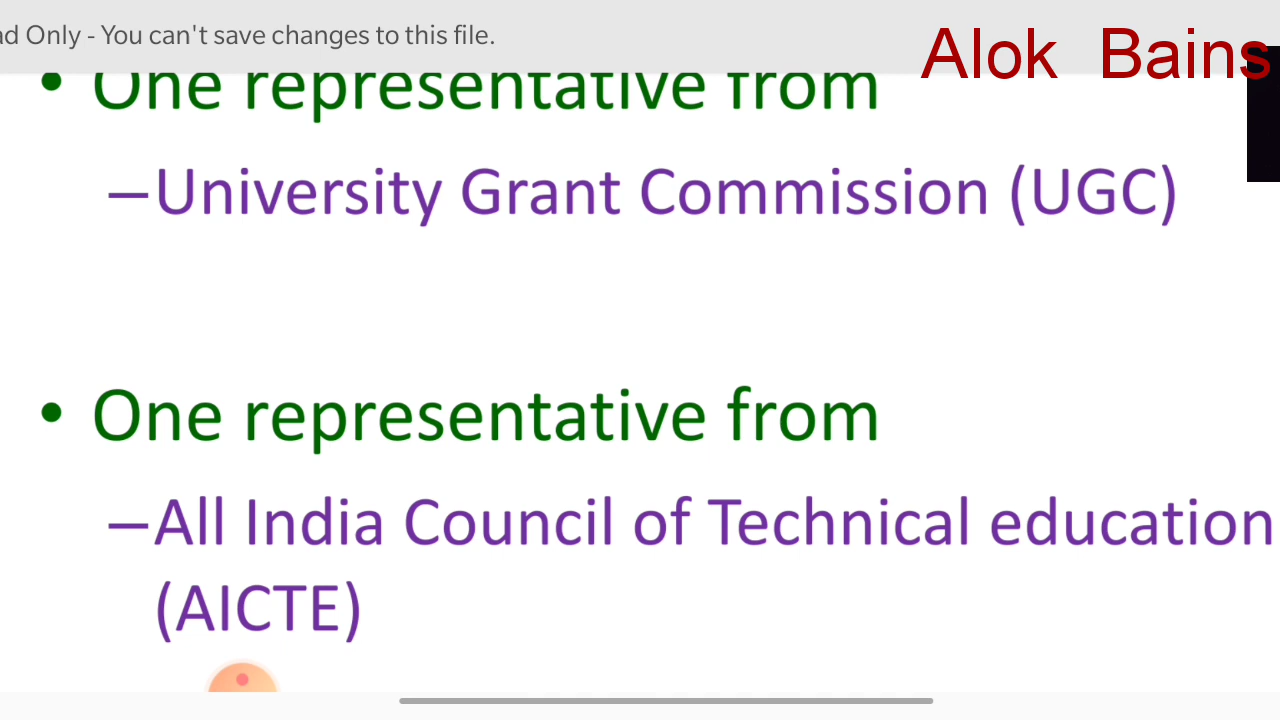 ad Only - You can't save changes to this file.
Alok Bains
• One representative from
–University Grant Commission (UGC)
• One representative from
–All India Council of Technical education
(AICTE)